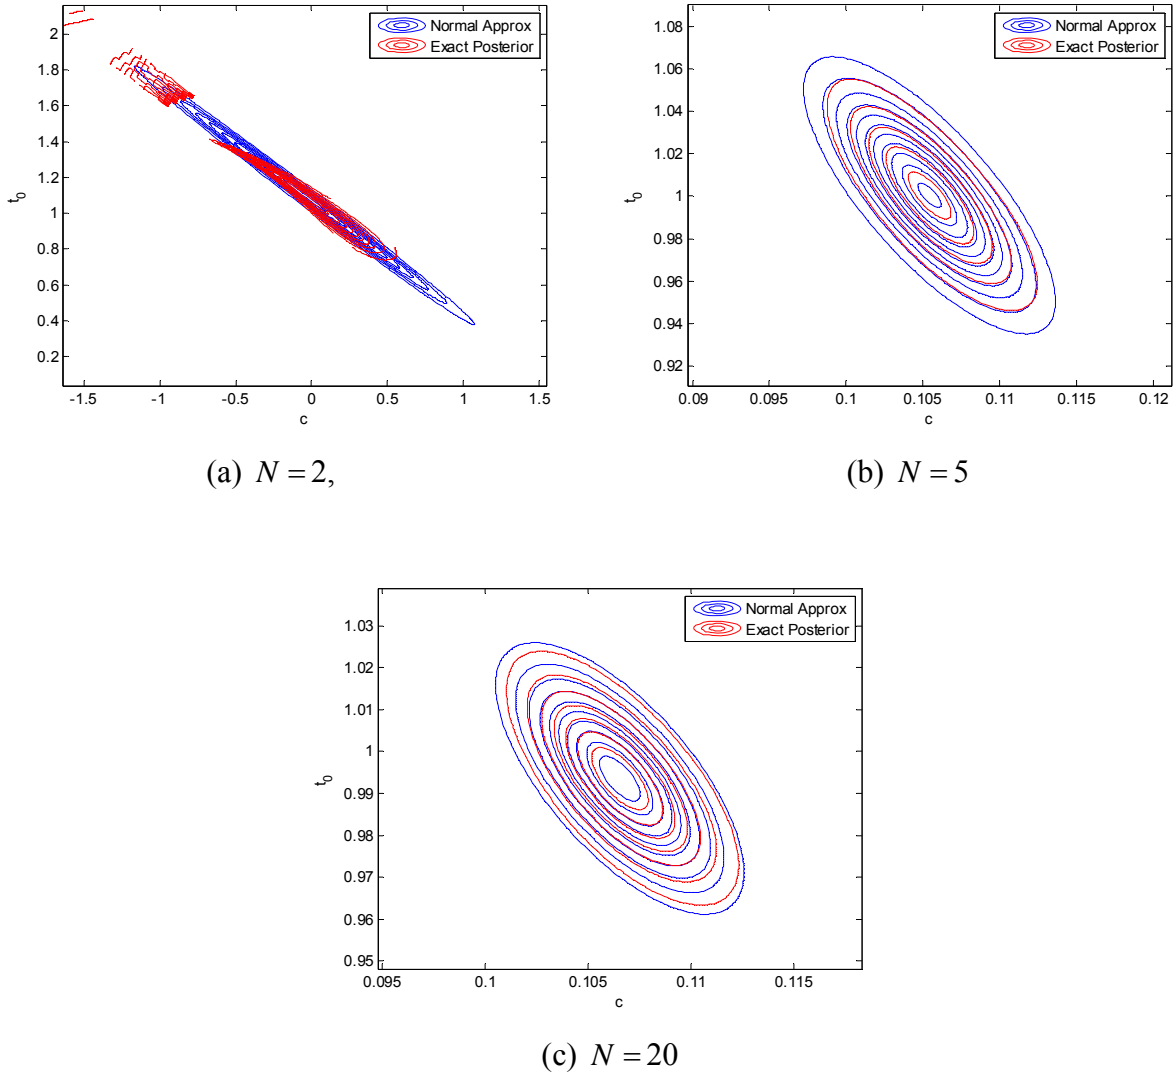 2
1.8
1.6
1.4
1.2
1
0.8
0.6
0.4
0.2
t_0
-1.5 -1 -0.5 0 0.5 1 1.5
c
Normal Approx
Exact Posterior
(a) N = 2,
1.08
1.06
1.04
1.02
1
0.98
0.96
0.94
0.92
t_0
0.09 0.095 0.1 0.105 0.11 0.115 0.12
c
Normal Approx
Exact Posterior
(b) N = 5
1.03
1.02
1.01
1
0.99
0.98
0.97
0.96
0.95
t_0
0.095 0.1 0.105 0.11 0.115
c
Normal Approx
Exact Posterior
(c) N = 20